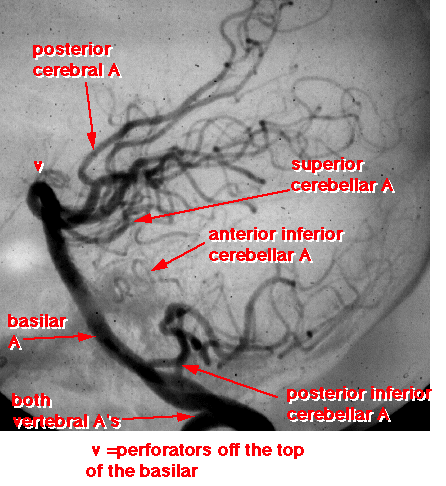 posterior
cerebral A
v
superior
cerebellar A
anterior inferior
cerebellar A
basilar
A
posterior inferior
cerebellar A
both
vertebral A's
v =perforators off the top
of the basilar